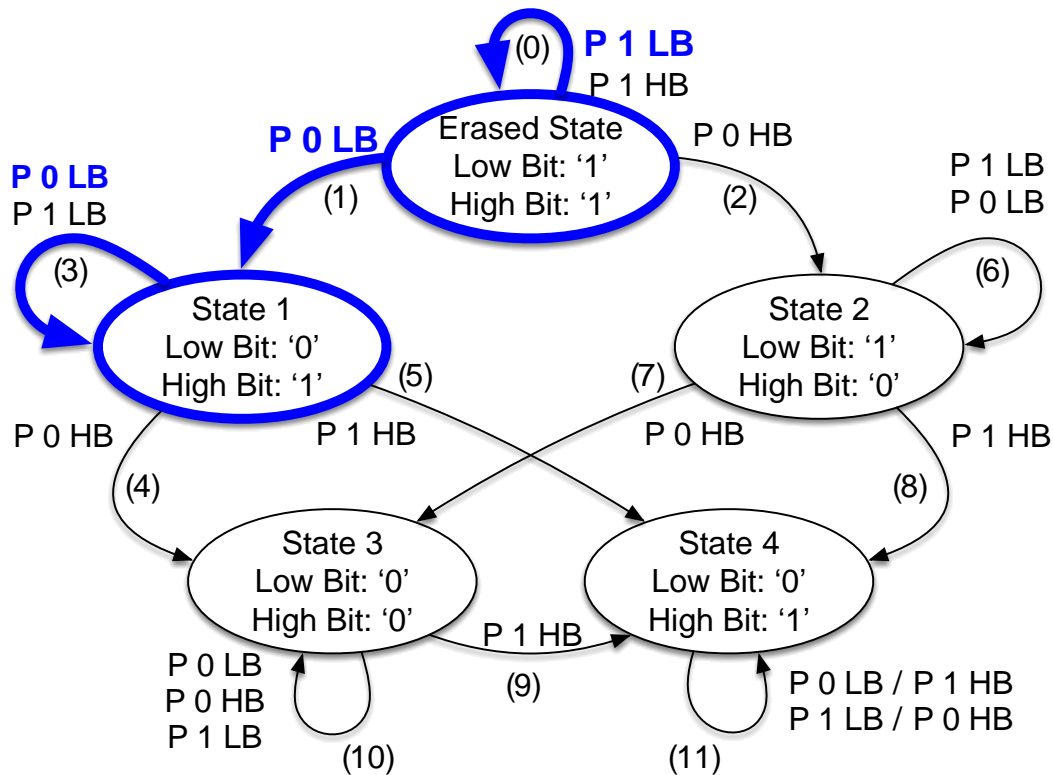 (0)
P 1 LB
P 1 HB
Erased State
Low Bit: ‘1’
High Bit: ‘1’
P 0 LB
(1)
P 0 HB
(2)
P 0 LB
P 1 LB
(3)
P 1 LB
P 0 LB
(6)
State 1
Low Bit: ‘0’
High Bit: ‘1’
State 2
Low Bit: ‘1’
High Bit: ‘0’
(5)
(7)
P 0 HB
P 1 HB
P 0 HB
P 1 HB
(4)
(8)
State 3
Low Bit: ‘0’
High Bit: ‘0’
State 4
Low Bit: ‘0’
High Bit: ‘1’
P 1 HB
(9)
P 0 LB
P 0 HB
P 1 LB
(10)
P 0 LB / P 1 HB
P 1 LB / P 0 HB
(11)